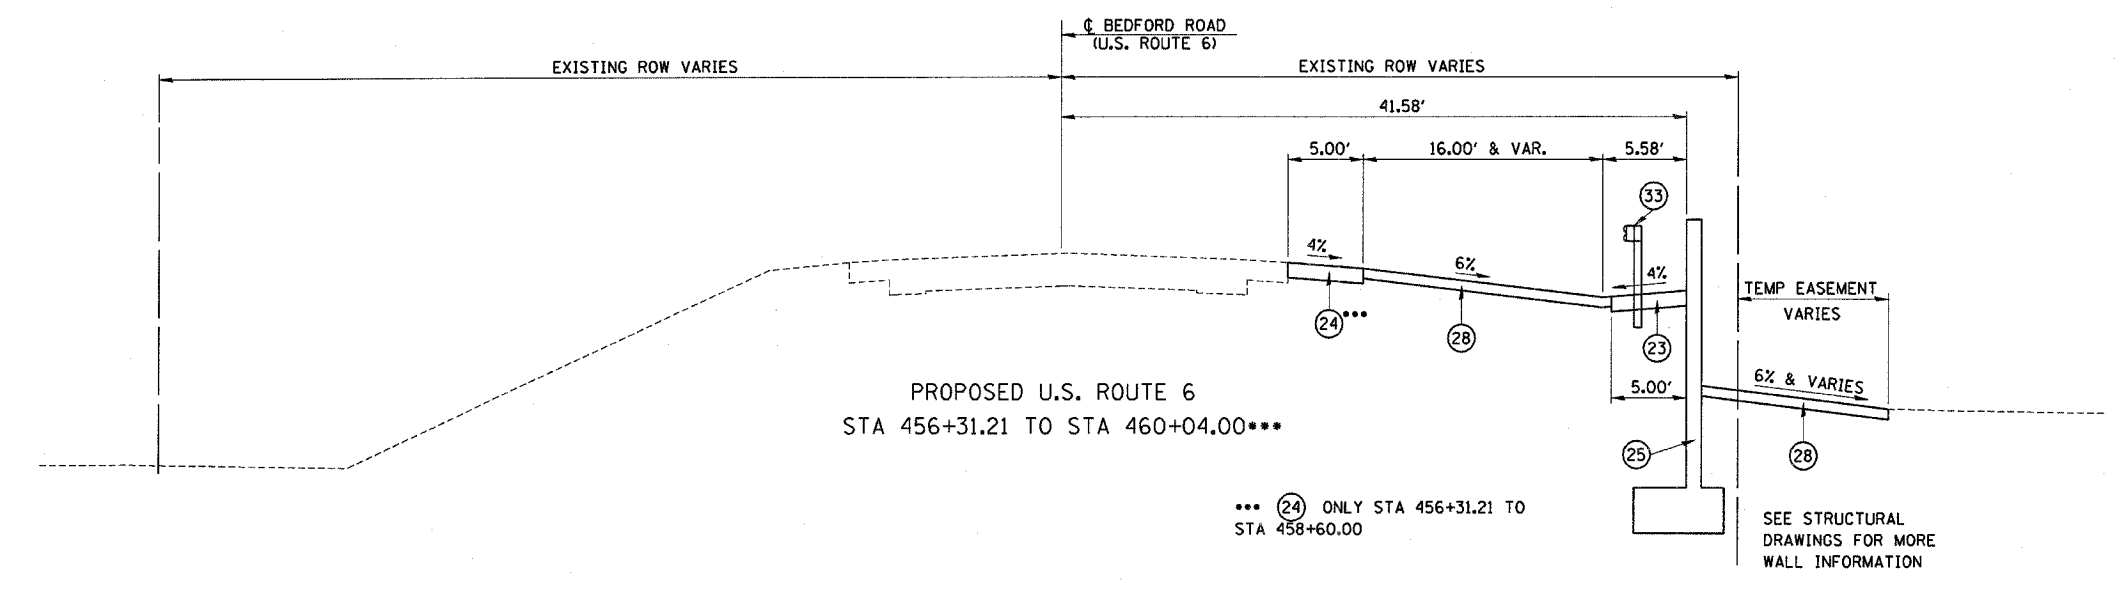 ℄ BEDFORD ROAD
(U.S. ROUTE 6)
EXISTING ROW VARIES
EXISTING ROW VARIES
41.58'
5.00'
16.00' & VAR.
5.58'
33
4%
6%
4%
TEMP EASEMENT
VARIES
24•••
28
23
PROPOSED U.S. ROUTE 6
STA 456+31.21 TO STA 460+04.00•••
5.00'
6% & VARIES
25
28
••• 24 ONLY STA 456+31.21 TO
STA 458+60.00
SEE STRUCTURAL
DRAWINGS FOR MORE
WALL INFORMATION